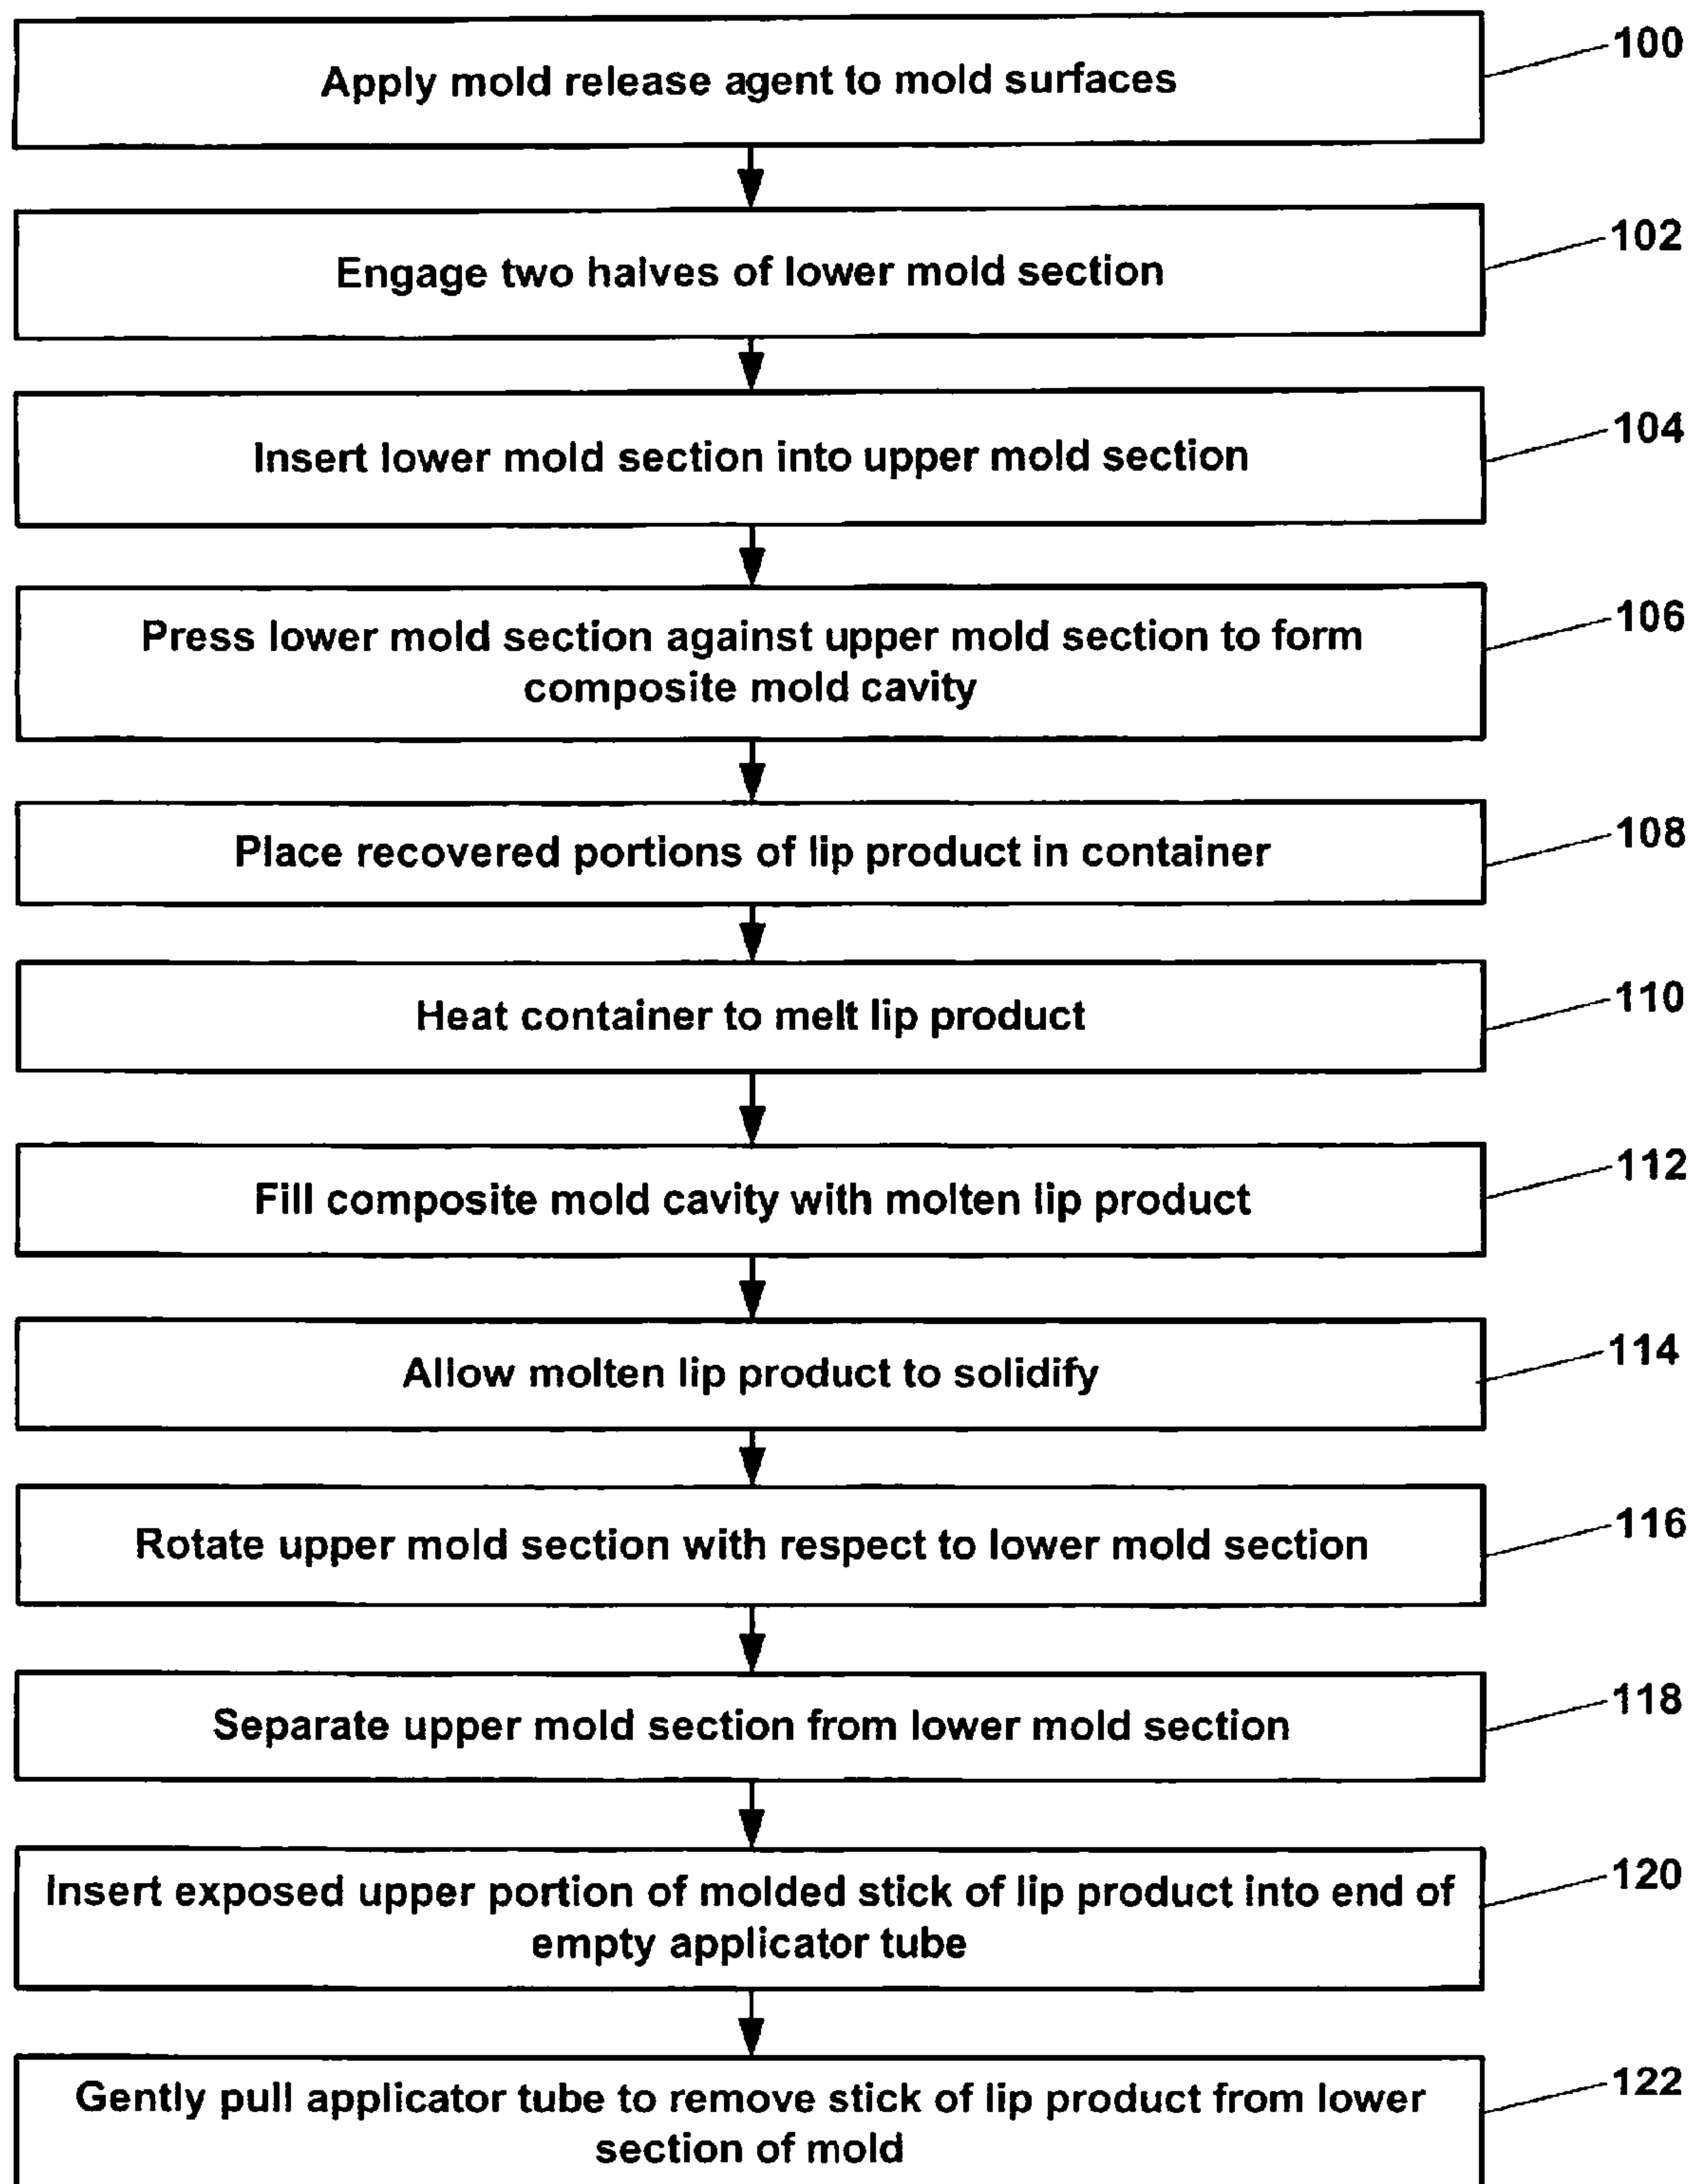 Apply mold release agent to mold surfaces
100
Engage two halves of lower mold section
102
Insert lower mold section into upper mold section
104
Press lower mold section against upper mold section to form
composite mold cavity
106
Place recovered portions of lip product in container
108
Heat container to melt lip product
110
Fill composite mold cavity with molten lip product
112
Allow molten lip product to solidify
114
Rotate upper mold section with respect to lower mold section
116
Separate upper mold section from lower mold section
118
Insert exposed upper portion of molded stick of lip product into end of
empty applicator tube
120
Gently pull applicator tube to remove stick of lip product from lower
section of mold
122